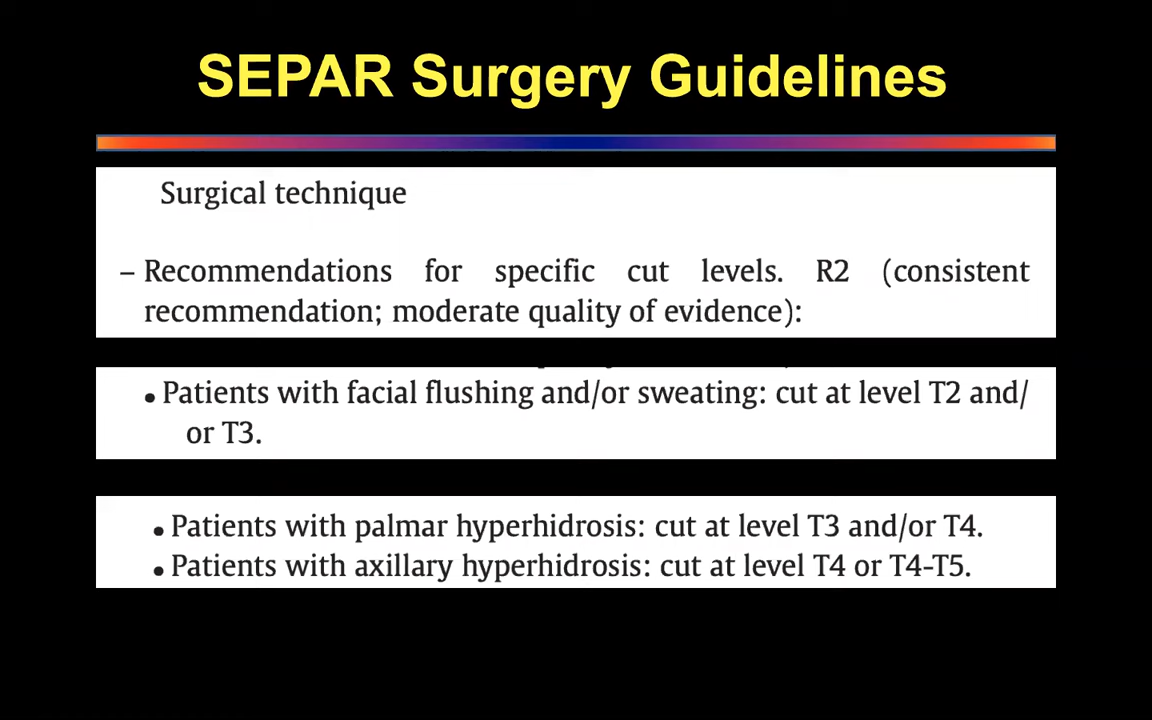 SEPAR Surgery Guidelines
Surgical technique
– Recommendations for specific cut levels. R2 (consistent
recommendation; moderate quality of evidence):
• Patients with facial flushing and/or sweating: cut at level T2 and/
or T3.
• Patients with palmar hyperhidrosis: cut at level T3 and/or T4.
• Patients with axillary hyperhidrosis: cut at level T4 or T4-T5.